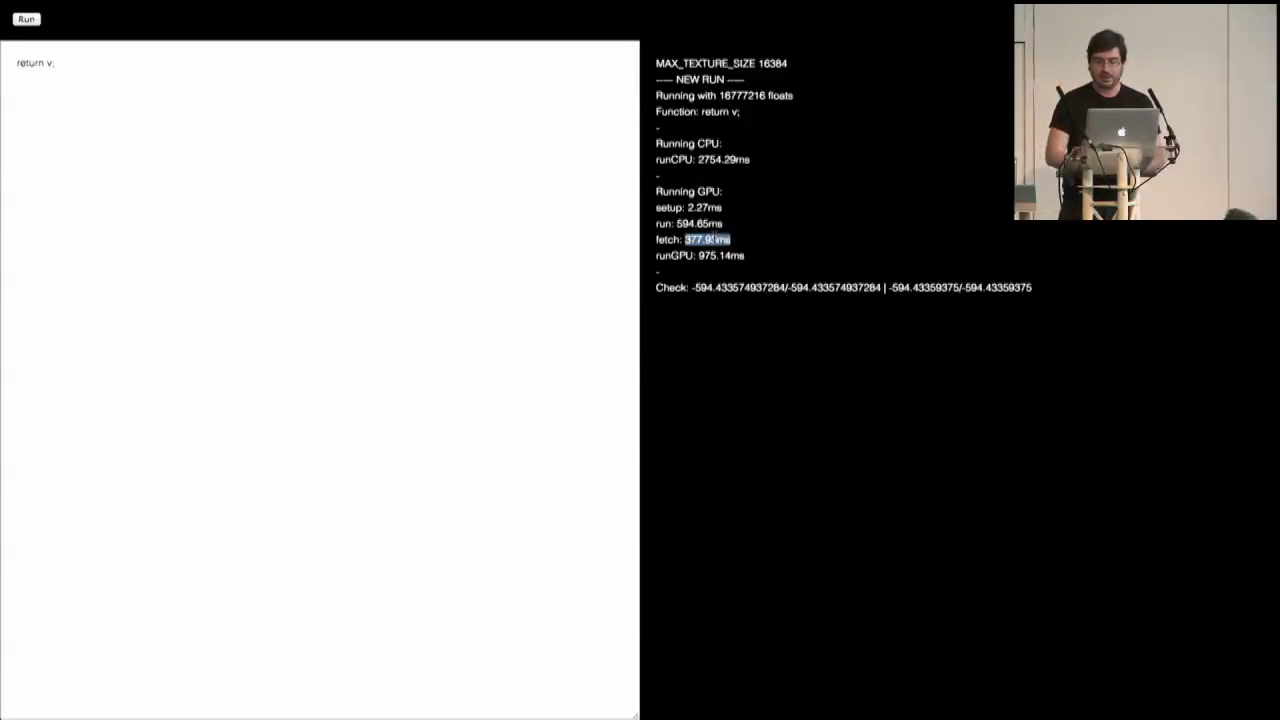 Run
return v;
MAX_TEXTURE_SIZE 16384
----- NEW RUN -----
Running with 16777216 floats
Function: return v;
-
Running CPU:
runCPU: 2754.29ms
-
Running GPU:
setup: 2.27ms
run: 594.65ms
fetch:
runGPU: 975.14ms
-
Check: -594.433574937284/-594.433574937284 | -594.43359375/-594.43359375